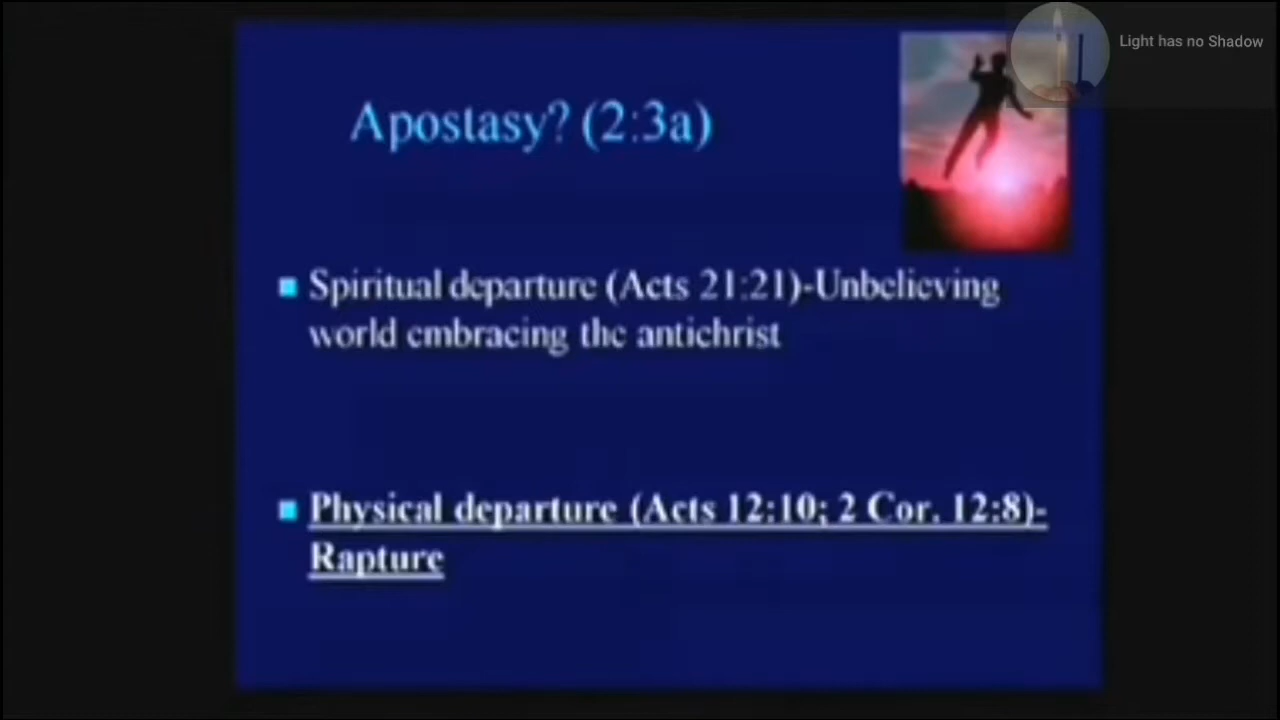 Light has no Shadow
Apostasy? (2:3a)
Spiritual departure (Acts 21:21)-Unbelieving
world embracing the antichrist
Physical departure (Acts 12:10; 2 Cor. 12:8)-
Rapture